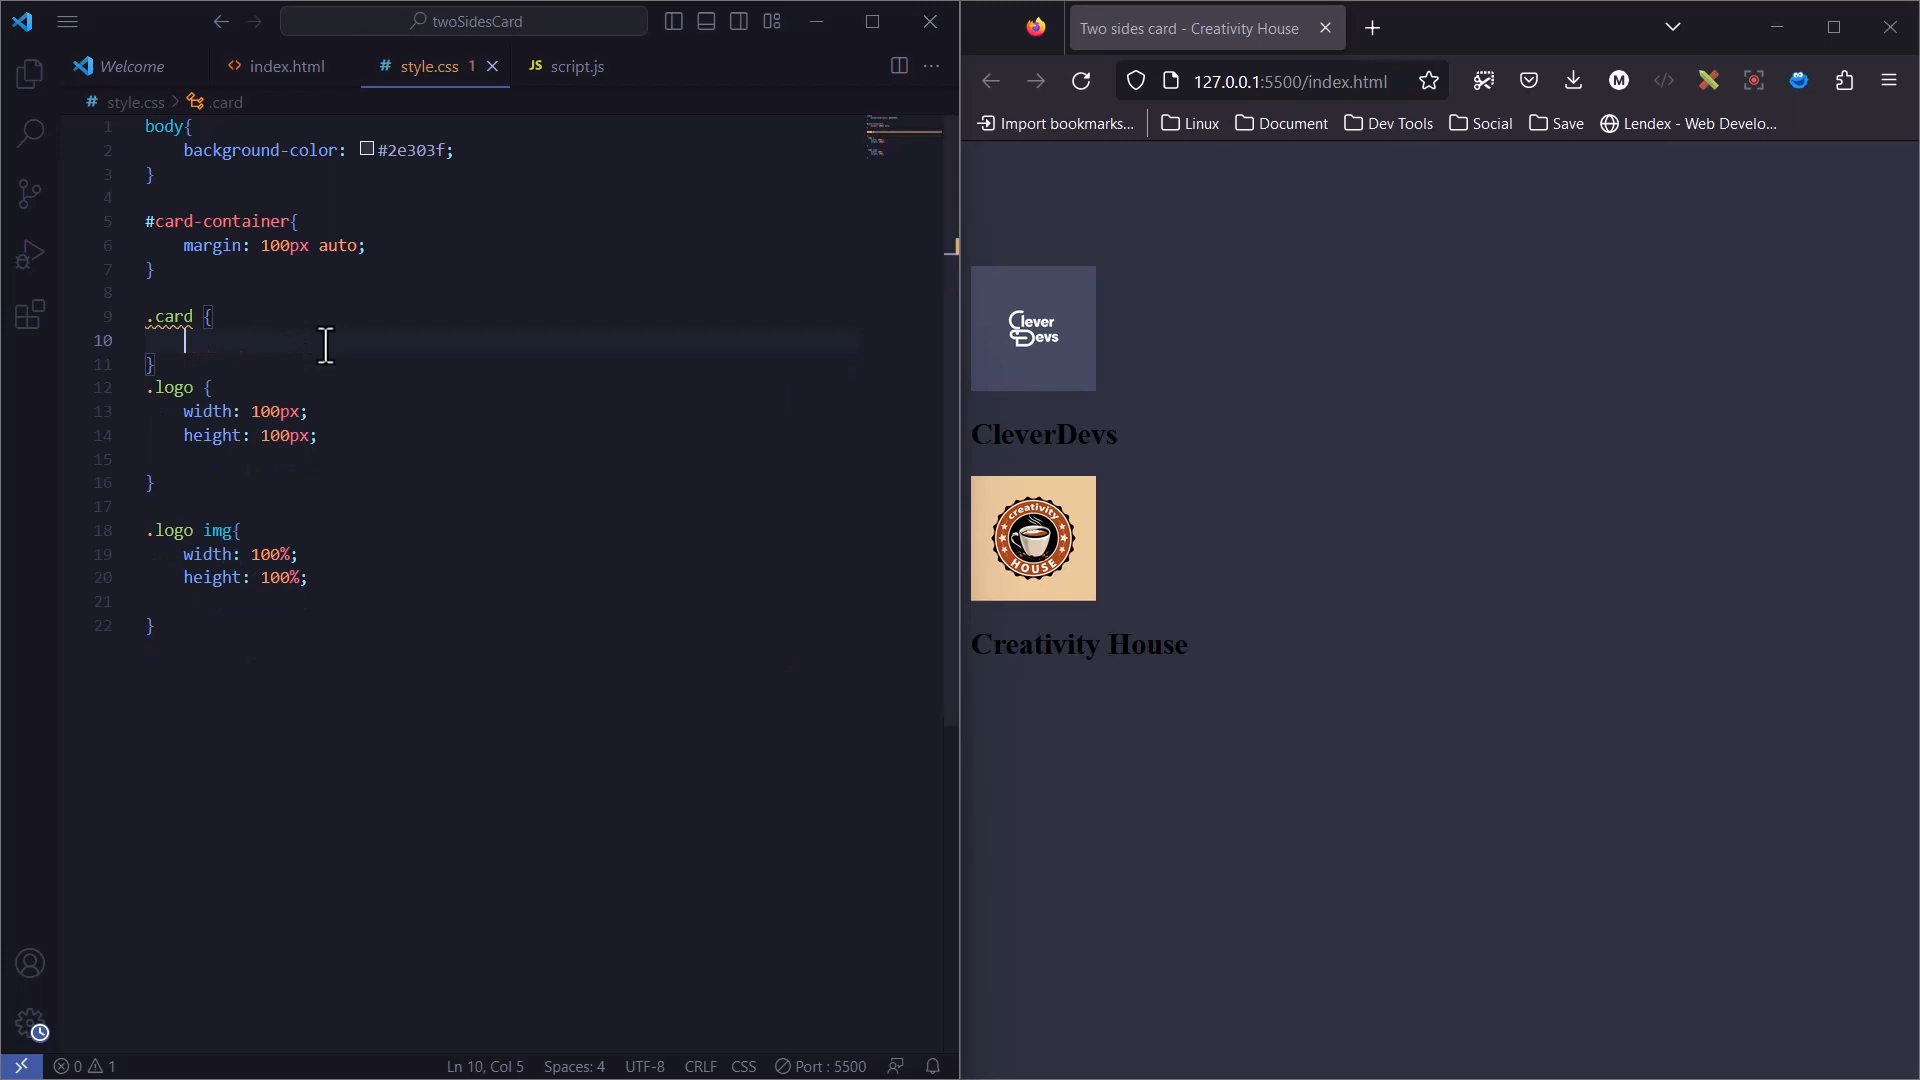 twoSidesCard
Welcome
index.html
# style.css 1
JS script.js
# style.css > .card
1 body{
2 background-color: #2e303f;
3 }
4
5 #card-container{
6 margin: 100px auto;
7 }
8
9 .card {
10
11 }
12 .logo {
13 width: 100px;
14 height: 100px;
15
16 }
17
18 .logo img{
19 width: 100%;
20 height: 100%;
21
22 }
0 1
Ln 10, Col 5
Spaces: 4
UTF-8
CRLF
CSS
Port : 5500
Two sides card - Creativity House
127.0.0.1:5500/index.html
M
Import bookmarks...
Linux
Document
Dev Tools
Social
Save
Lendex - Web Develo...
Clever
Devs
CleverDevs
creativity
HOUSE
Creativity House